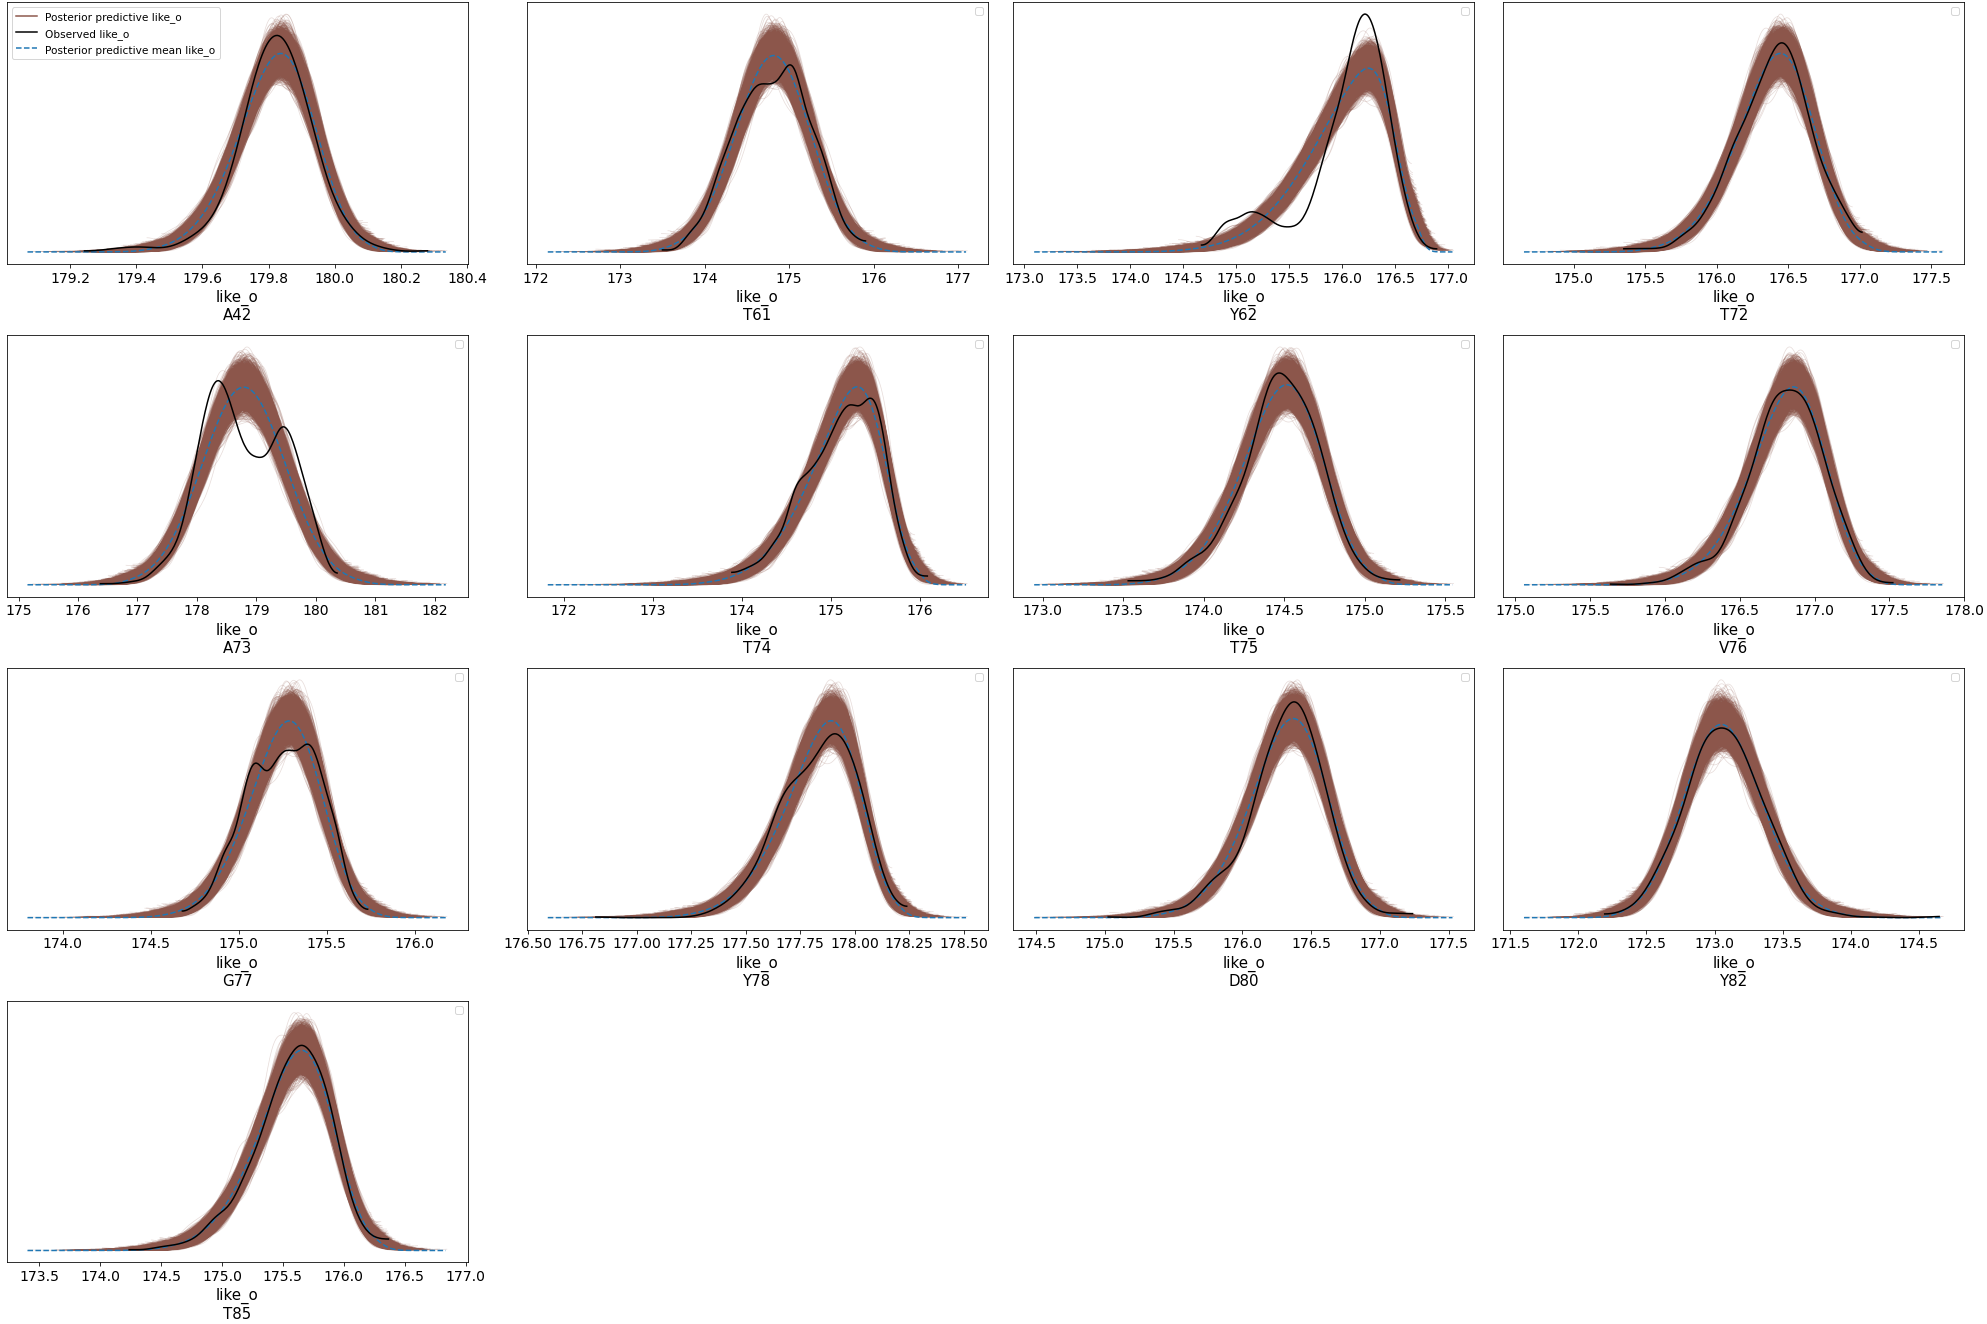 Posterior predictive like_o
Observed like_o
Posterior predictive mean like_o
179.2 179.4 179.6 179.8 180.0 180.2 180.4
like_o
A42
172 173 174 175 176 177
like_o
T61
173.0 173.5 174.0 174.5 175.0 175.5 176.0 176.5 177.0
like_o
Y62
175.0 175.5 176.0 176.5 177.0 177.5
like_o
T72
175 176 177 178 179 180 181 182
like_o
A73
172 173 174 175 176
like_o
T74
173.0 173.5 174.0 174.5 175.0 175.5
like_o
T75
175.0 175.5 176.0 176.5 177.0 177.5 178.0
like_o
V76
174.0 174.5 175.0 175.5 176.0
like_o
G77
176.50 176.75 177.00 177.25 177.50 177.75 178.00 178.25 178.50
like_o
Y78
174.5 175.0 175.5 176.0 176.5 177.0 177.5
like_o
D80
171.5 172.0 172.5 173.0 173.5 174.0 174.5
like_o
Y82
173.5 174.0 174.5 175.0 175.5 176.0 176.5 177.0
like_o
T85